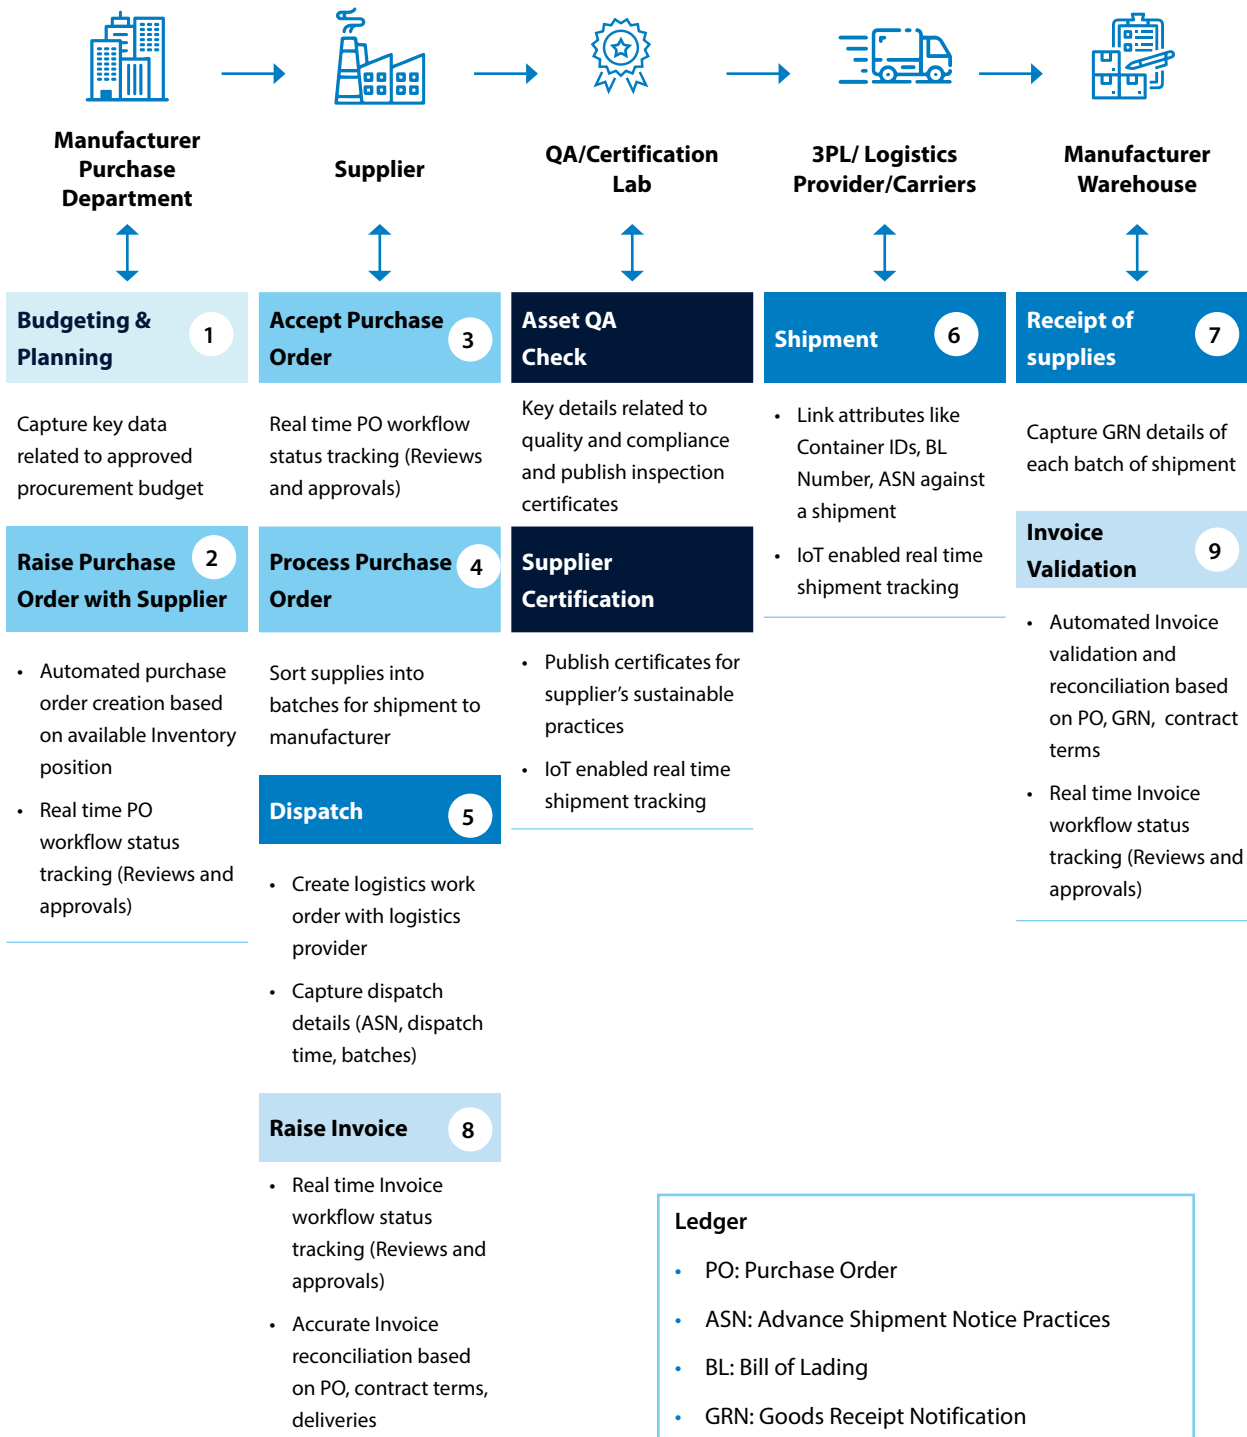 Manufacturer
Purchase
Department
Supplier
QA/Certification
Lab
3PL/ Logistics
Provider/Carriers
Manufacturer
Warehouse
Budgeting &
Planning
1
Capture key data
related to approved
procurement budget
Raise Purchase
Order with Supplier
2
• Automated purchase
order creation based
on available Inventory
position
• Real time PO
workflow status
tracking (Reviews and
approvals)
Accept Purchase
Order
3
Real time PO workflow
status tracking (Reviews
and approvals)
Process Purchase
Order
4
Sort supplies into
batches for shipment to
manufacturer
Dispatch
5
• Create logistics work
order with logistics
provider
• Capture dispatch
details (ASN, dispatch
time, batches)
Raise Invoice
8
• Real time Invoice
workflow status
tracking (Reviews and
approvals)
• Accurate Invoice
reconciliation based
on PO, contract terms,
deliveries
Asset QA
Check
Key details related to
quality and compliance
and publish inspection
certificates
Supplier
Certification
• Publish certificates for
supplier’s sustainable
practices
• IoT enabled real time
shipment tracking
Shipment
6
• Link attributes like
Container IDs, BL
Number, ASN against
a shipment
• IoT enabled real time
shipment tracking
Receipt of
supplies
7
Capture GRN details of
each batch of shipment
Invoice
Validation
9
• Automated Invoice
validation and
reconciliation based
on PO, GRN, contract
terms
• Real time Invoice
workflow status
tracking (Reviews and
approvals)
Ledger
• PO: Purchase Order
• ASN: Advance Shipment Notice Practices
• BL: Bill of Lading
• GRN: Goods Receipt Notification